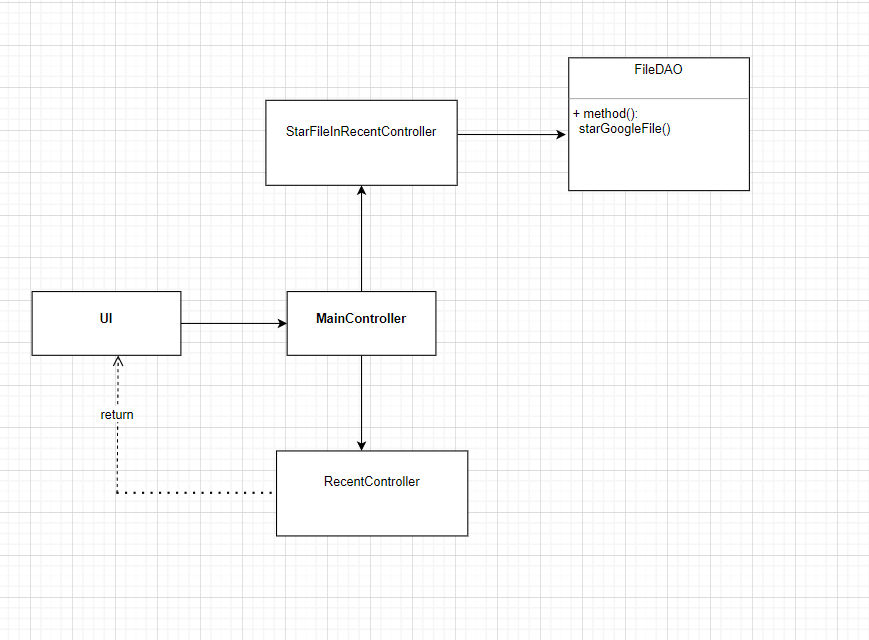 FileDAO
+ method():
starGoogleFile()
StarFileInRecentController
UI
MainController
return
RecentController